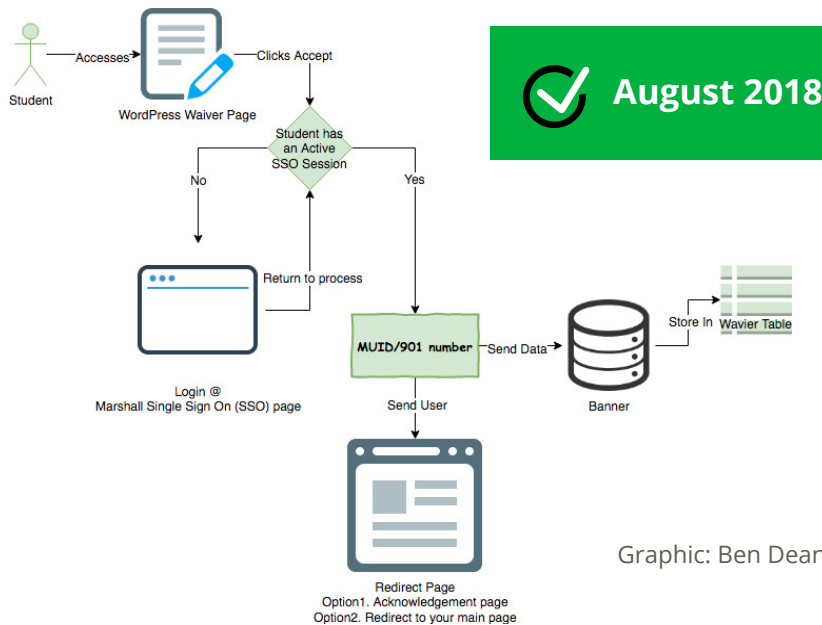 August 2018
Accesses
Clicks Accept
Student
WordPress Waiver Page
Student has
an Active
SSO Session
No
Yes
Return to process
MUID/901 number
Send Data
Store In
Wavier Table
Login @
Marshall Single Sign On (SSO) page
Send User
Banner
Graphic: Ben Dean
Redirect Page
Option1. Acknowledgement page
Option2. Redirect to your main page